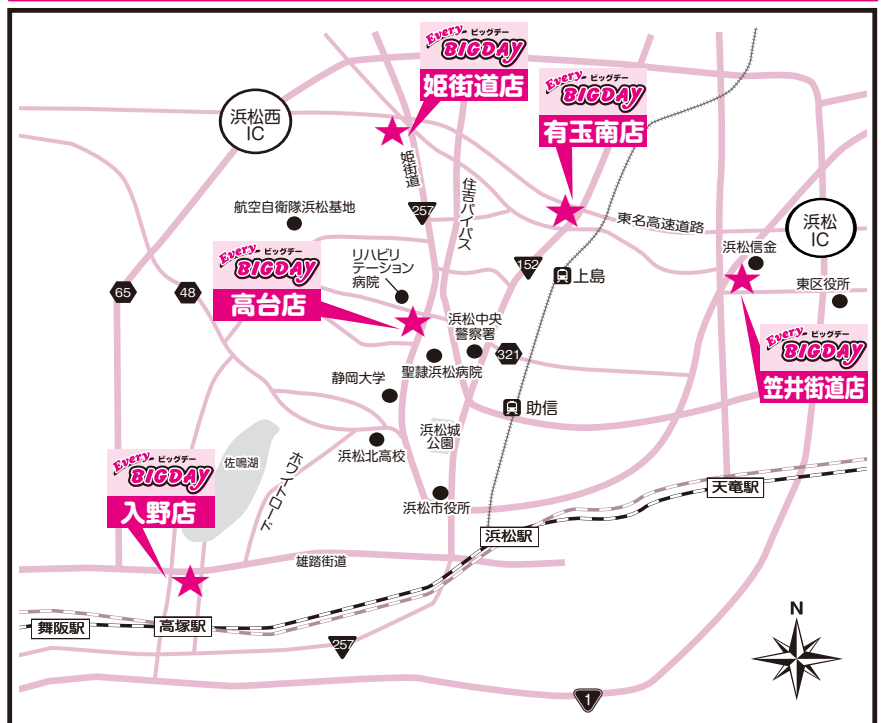 Every ビッグデー
BIGDAY
姫街道店
Every ビッグデー
BIGDAY
有玉南店
浜松西
IC
姫街道
住吉バイパス
257
航空自衛隊浜松基地
東名高速道路
浜松
IC
浜松信金
東区役所
Every ビッグデー
BIGDAY
高台店
リハビリ
テーション
病院
152
上島
65
48
浜松中央
警察署
321
聖隷浜松病院
Every ビッグデー
BIGDAY
笠井街道店
静岡大学
助信
浜松城
公園
浜松北高校
佐鳴湖
ホワイトロード
Every ビッグデー
BIGDAY
入野店
浜松市役所
天竜駅
浜松駅
雄踏街道
舞阪駅
高塚駅
257
N
1